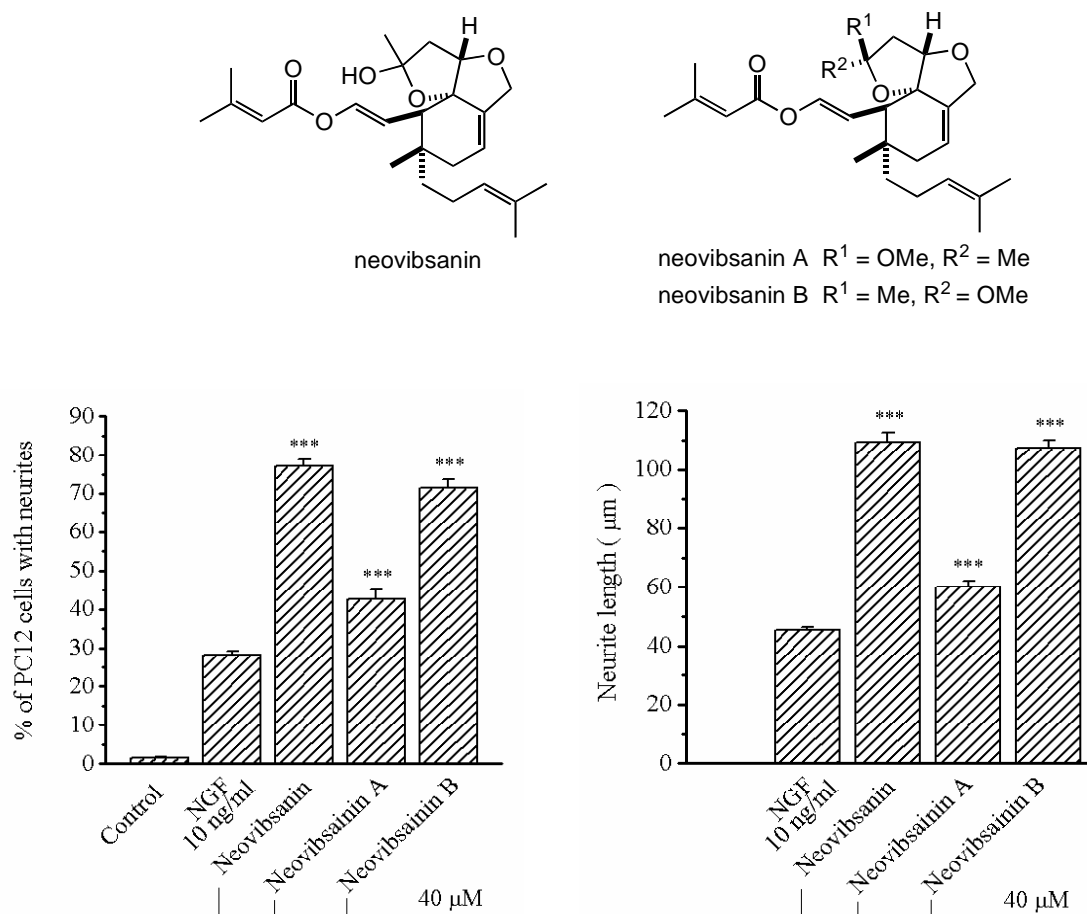 H
O
HO
O
O
O
neovibsanin
R¹
H
R²
O
O
O
O
neovibsanin A R¹ = OMe, R² = Me
neovibsanin B R¹ = Me, R² = OMe
% of PC12 cells with neurites
90
80
70
60
50
40
30
20
10
0
***
***
***
Control
NGF
10 ng/ml
Neovibsanin
Neovibsainin A
Neovibsainin B
40 μM
Neurite length ( μm )
120
100
80
60
40
20
0
***
***
***
NGF
10 ng/ml
Neovibsanin
Neovibsainin A
Neovibsainin B
40 μM